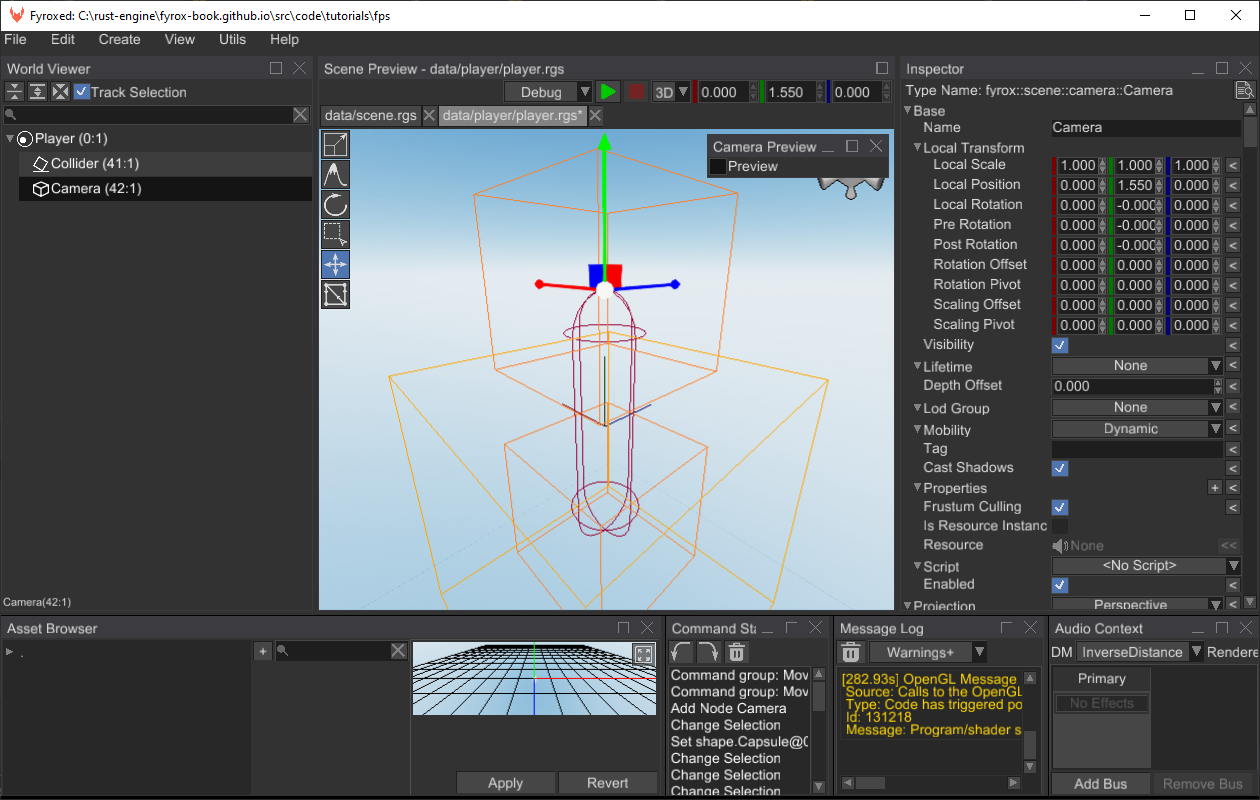 Fyroxed: C:\rust-engine\fyrox-book.github.io\src\code\tutorials\fps
File Edit Create View Utils Help
World Viewer
Track Selection
Player (0:1)
Collider (41:1)
Camera (42:1)
Camera(42:1)
Scene Preview - data/player/player.rgs
Debug 3D 0.000 1.550 0.000
data/scene.rgs data/player/player.rgs*
Camera Preview
Preview
Inspector
Type Name: fyrox::scene::camera::Camera
Base
Name Camera
Local Transform
Local Scale 1.000 1.000 1.000 <
Local Position 0.000 1.550 0.000 <
Local Rotation 0.000 -0.000 0.000 <
Pre Rotation 0.000 -0.000 0.000 <
Post Rotation 0.000 -0.000 0.000 <
Rotation Offset 0.000 0.000 0.000 <
Rotation Pivot 0.000 0.000 0.000 <
Scaling Offset 0.000 0.000 0.000 <
Scaling Pivot 0.000 0.000 0.000 <
Visibility <
Lifetime None <
Depth Offset 0.000 <
Lod Group None <
Mobility Dynamic <
Tag <
Cast Shadows <
Properties + <
Frustum Culling <
Is Resource Instanc
Resource None <<
Script <No Script>
Enabled <
Projection Perspective <
Asset Browser
.
+
Apply Revert
Command Sta
Command group: Mov
Command group: Mov
Add Node Camera
Change Selection
Set shape.Capsule@0
Change Selection
Change Selection
Change Selection
Message Log
Warnings+
[282.93s] OpenGL Message
Source: Calls to the OpenGL
Type: Code has triggered po
Id: 131218
Message: Program/shader s
Audio Context
DM InverseDistance Rendere
Primary
No Effects
Add Bus Remove Bus